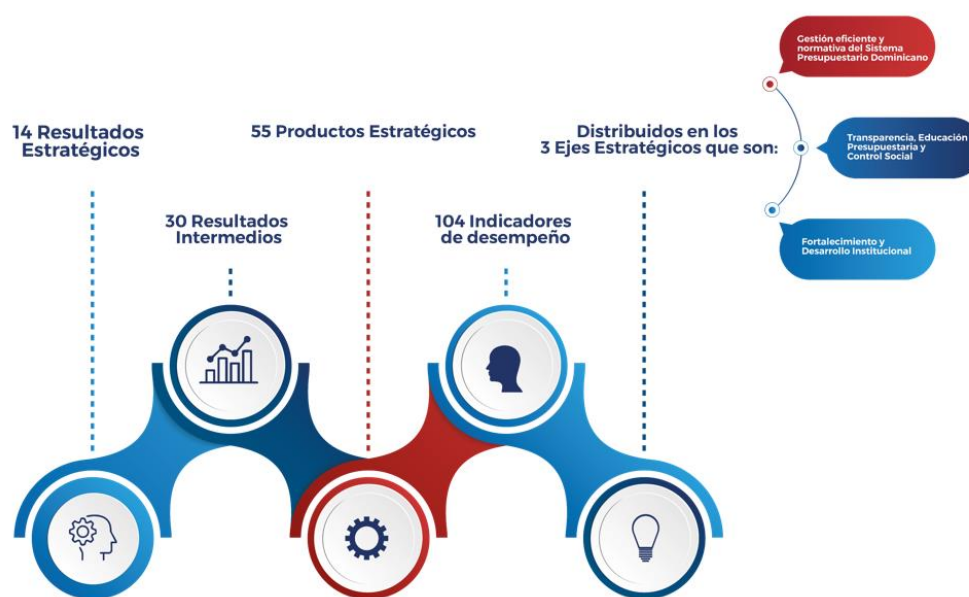 14 Resultados
Estratégicos
30 Resultados
Intermedios
55 Productos Estratégicos
104 Indicadores
de desempeño
Distribuidos en los
3 Ejes Estratégicos que son:
Gestión eficiente y
normativa del Sistema
Presupuestario Dominicano
Transparencia, Educación
Presupuestaria y
Control Social
Fortalecimiento y
Desarrollo Institucional